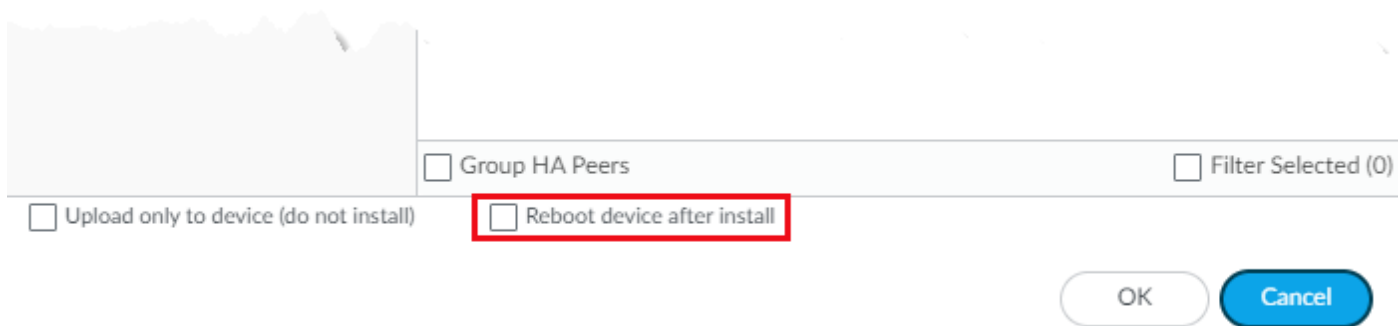 Group HA Peers Filter Selected (0)
Upload only to device (do not install) Reboot device after install
OK Cancel